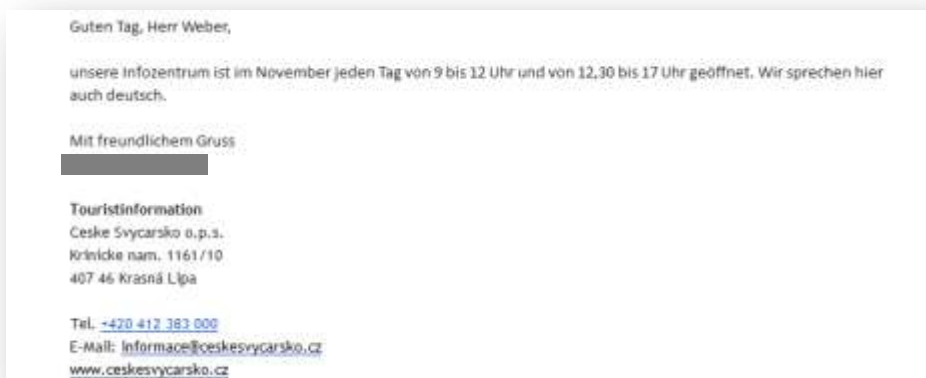 Guten Tag, Herr Weber,
unsere Infozentrum ist im November jeden Tag von 9 bis 12 Uhr und von 12,30 bis 17 Uhr geöffnet. Wir sprechen hier
auch deutsch.
Mit freundlichem Gruss
Touristinformation
Ceske Svycarsko o.p.s.
Krinicke nam. 1161/10
407 46 Krasná Lipa
Tel. +420 412 383 000
E-Mail: informace@ceskesvycarsko.cz
www.ceskesvycarsko.cz